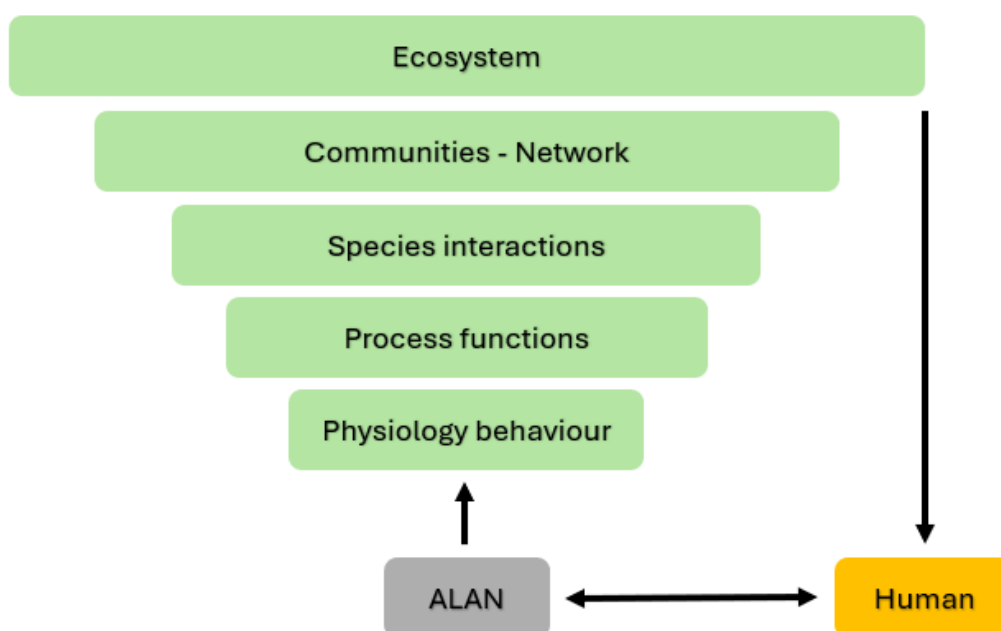 Ecosystem
Communities - Network
Species interactions
Process functions
Physiology behaviour
ALAN
Human